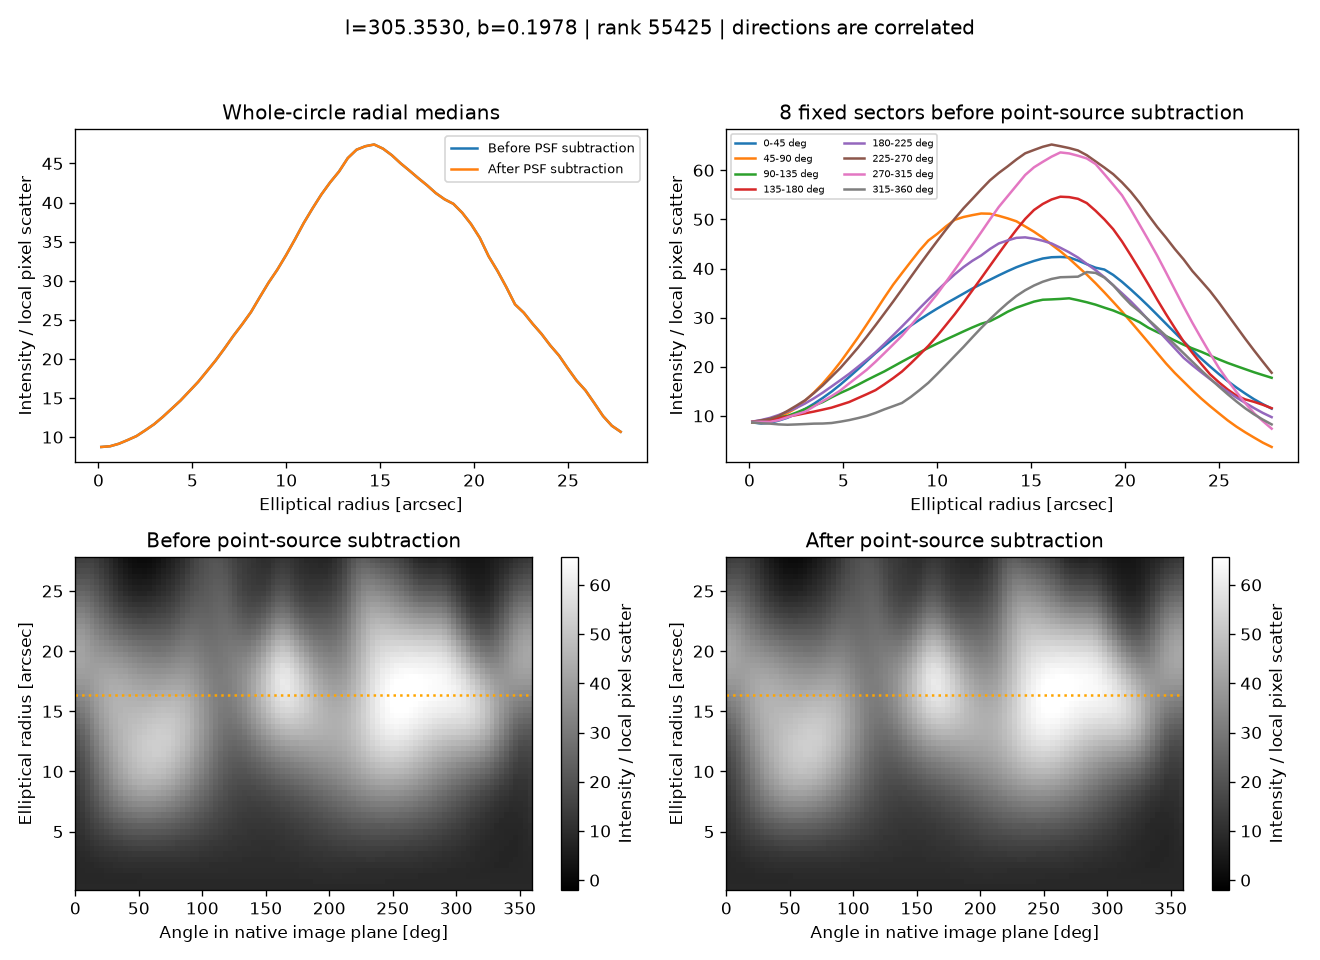 l=305.3530, b=0.1978 | rank 55425 | directions are correlated
Whole-circle radial medians
Before PSF subtraction
After PSF subtraction
Intensity / local pixel scatter
45
40
35
30
25
20
15
10
0 5 10 15 20 25
Elliptical radius [arcsec]
8 fixed sectors before point-source subtraction
0-45 deg 180-225 deg
45-90 deg 225-270 deg
90-135 deg 270-315 deg
135-180 deg 315-360 deg
Intensity / local pixel scatter
60
50
40
30
20
10
0 5 10 15 20 25
Elliptical radius [arcsec]
Before point-source subtraction
Elliptical radius [arcsec]
25
20
15
10
5
0 50 100 150 200 250 300 350
Angle in native image plane [deg]
60
50
40
30
20
10
0
Intensity / local pixel scatter
After point-source subtraction
Elliptical radius [arcsec]
25
20
15
10
5
0 50 100 150 200 250 300 350
Angle in native image plane [deg]
60
50
40
30
20
10
0
Intensity / local pixel scatter